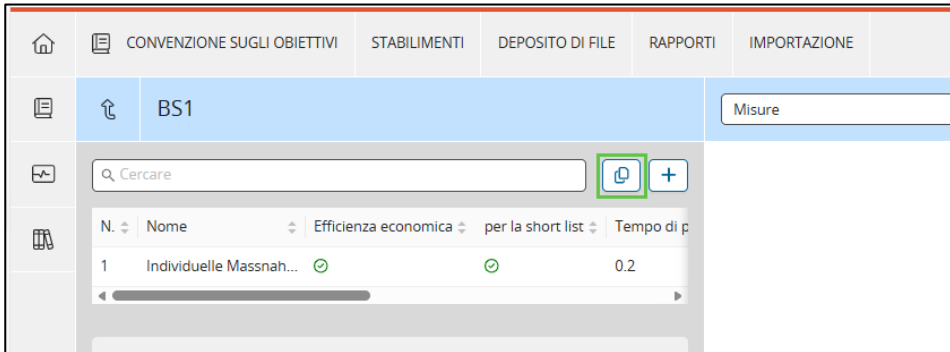 CONVENZIONE SUGLI OBIETTIVI STABILIMENTI DEPOSITO DI FILE RAPPORTI IMPORTAZIONE
BS1 Misure
Cercare
N. Nome Efficienza economica per la short list Tempo di p
1 Individuelle Massnah... 0.2